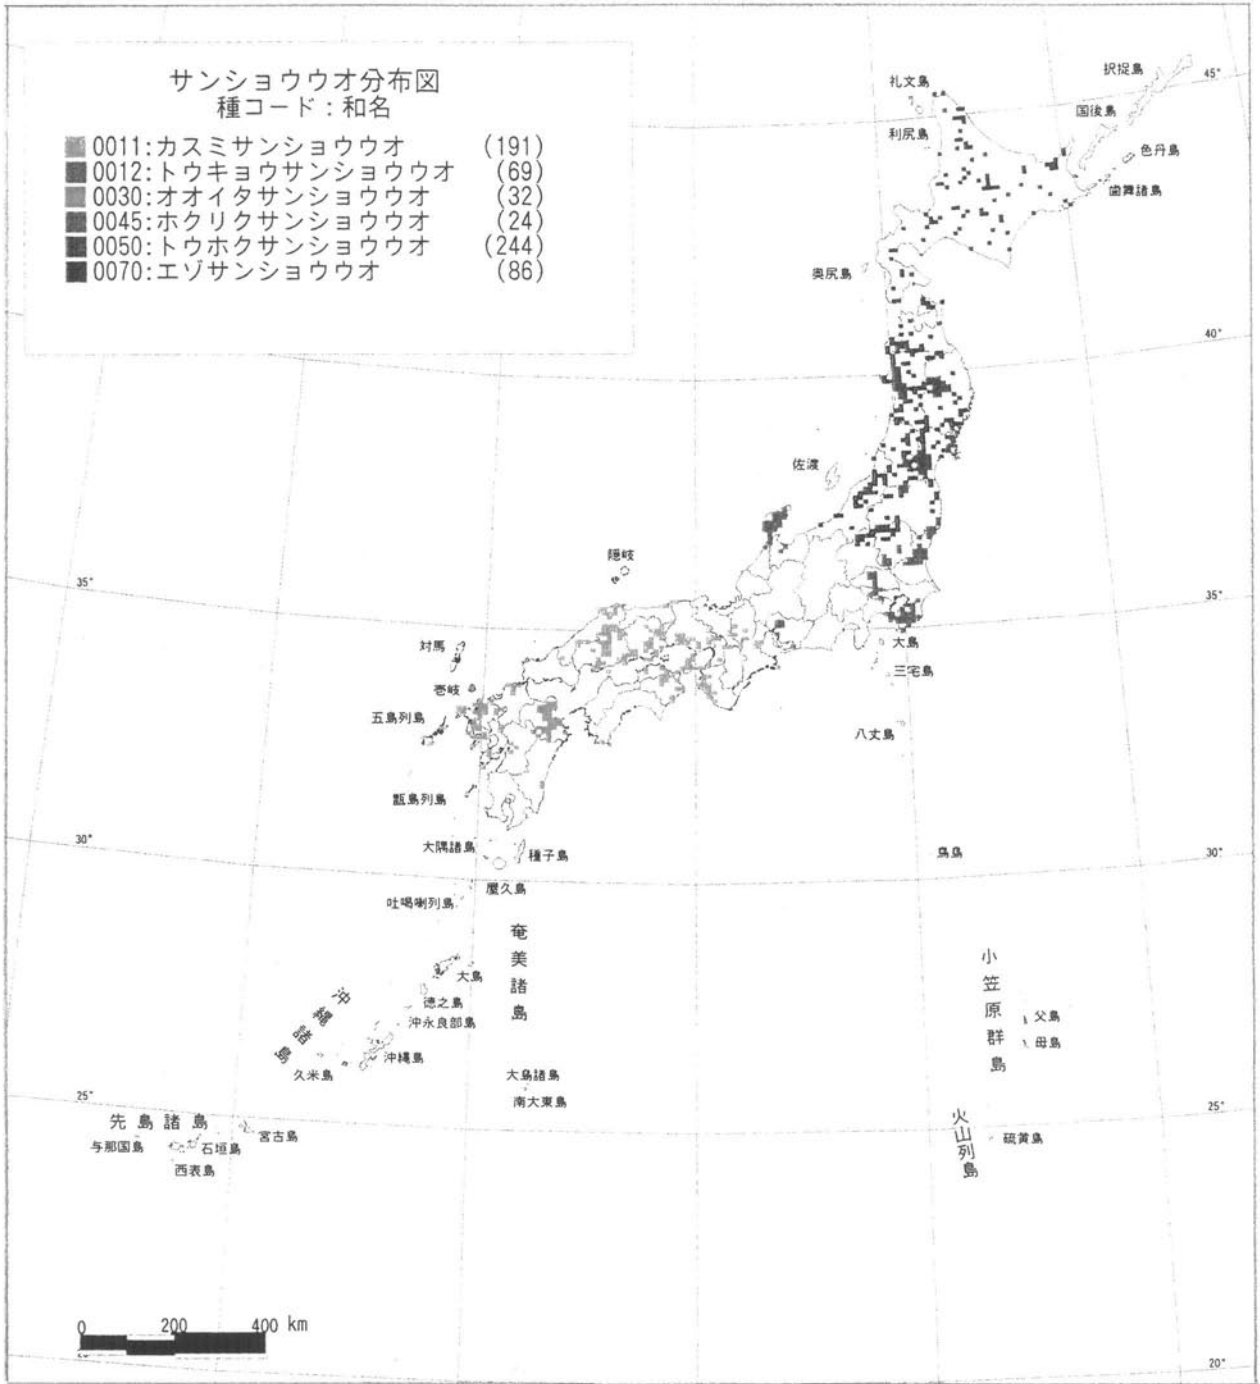 サンショウウオ分布図
種コード：和名
0011:カスミサンショウウオ (191)
0012:トウキョウサンショウウオ (69)
0030:オオイタサンショウウオ (32)
0045:ホクリクサンショウウオ (24)
0050:トウホクサンショウウオ (244)
0070:エゾサンショウウオ (86)
礼文島
択捉島
45°
国後島
利尻島
色丹島
歯舞諸島
奥尻島
40°
佐渡
隠岐
35°
35°
対馬
大島
三宅島
壱岐
五島列島
八丈島
甑島列島
30°
大隅諸島
種子島
鳥島
30°
屋久島
吐喝喇列島
奄美諸島
小笠原群島
大島
徳之島
沖縄諸島
沖永良部島
父島
母島
沖縄島
久米島
大島諸島
南大東島
25°
25°
先島諸島
宮古島
与那国島
石垣島
西表島
火山列島
硫黄島
0 200 400 km
20°